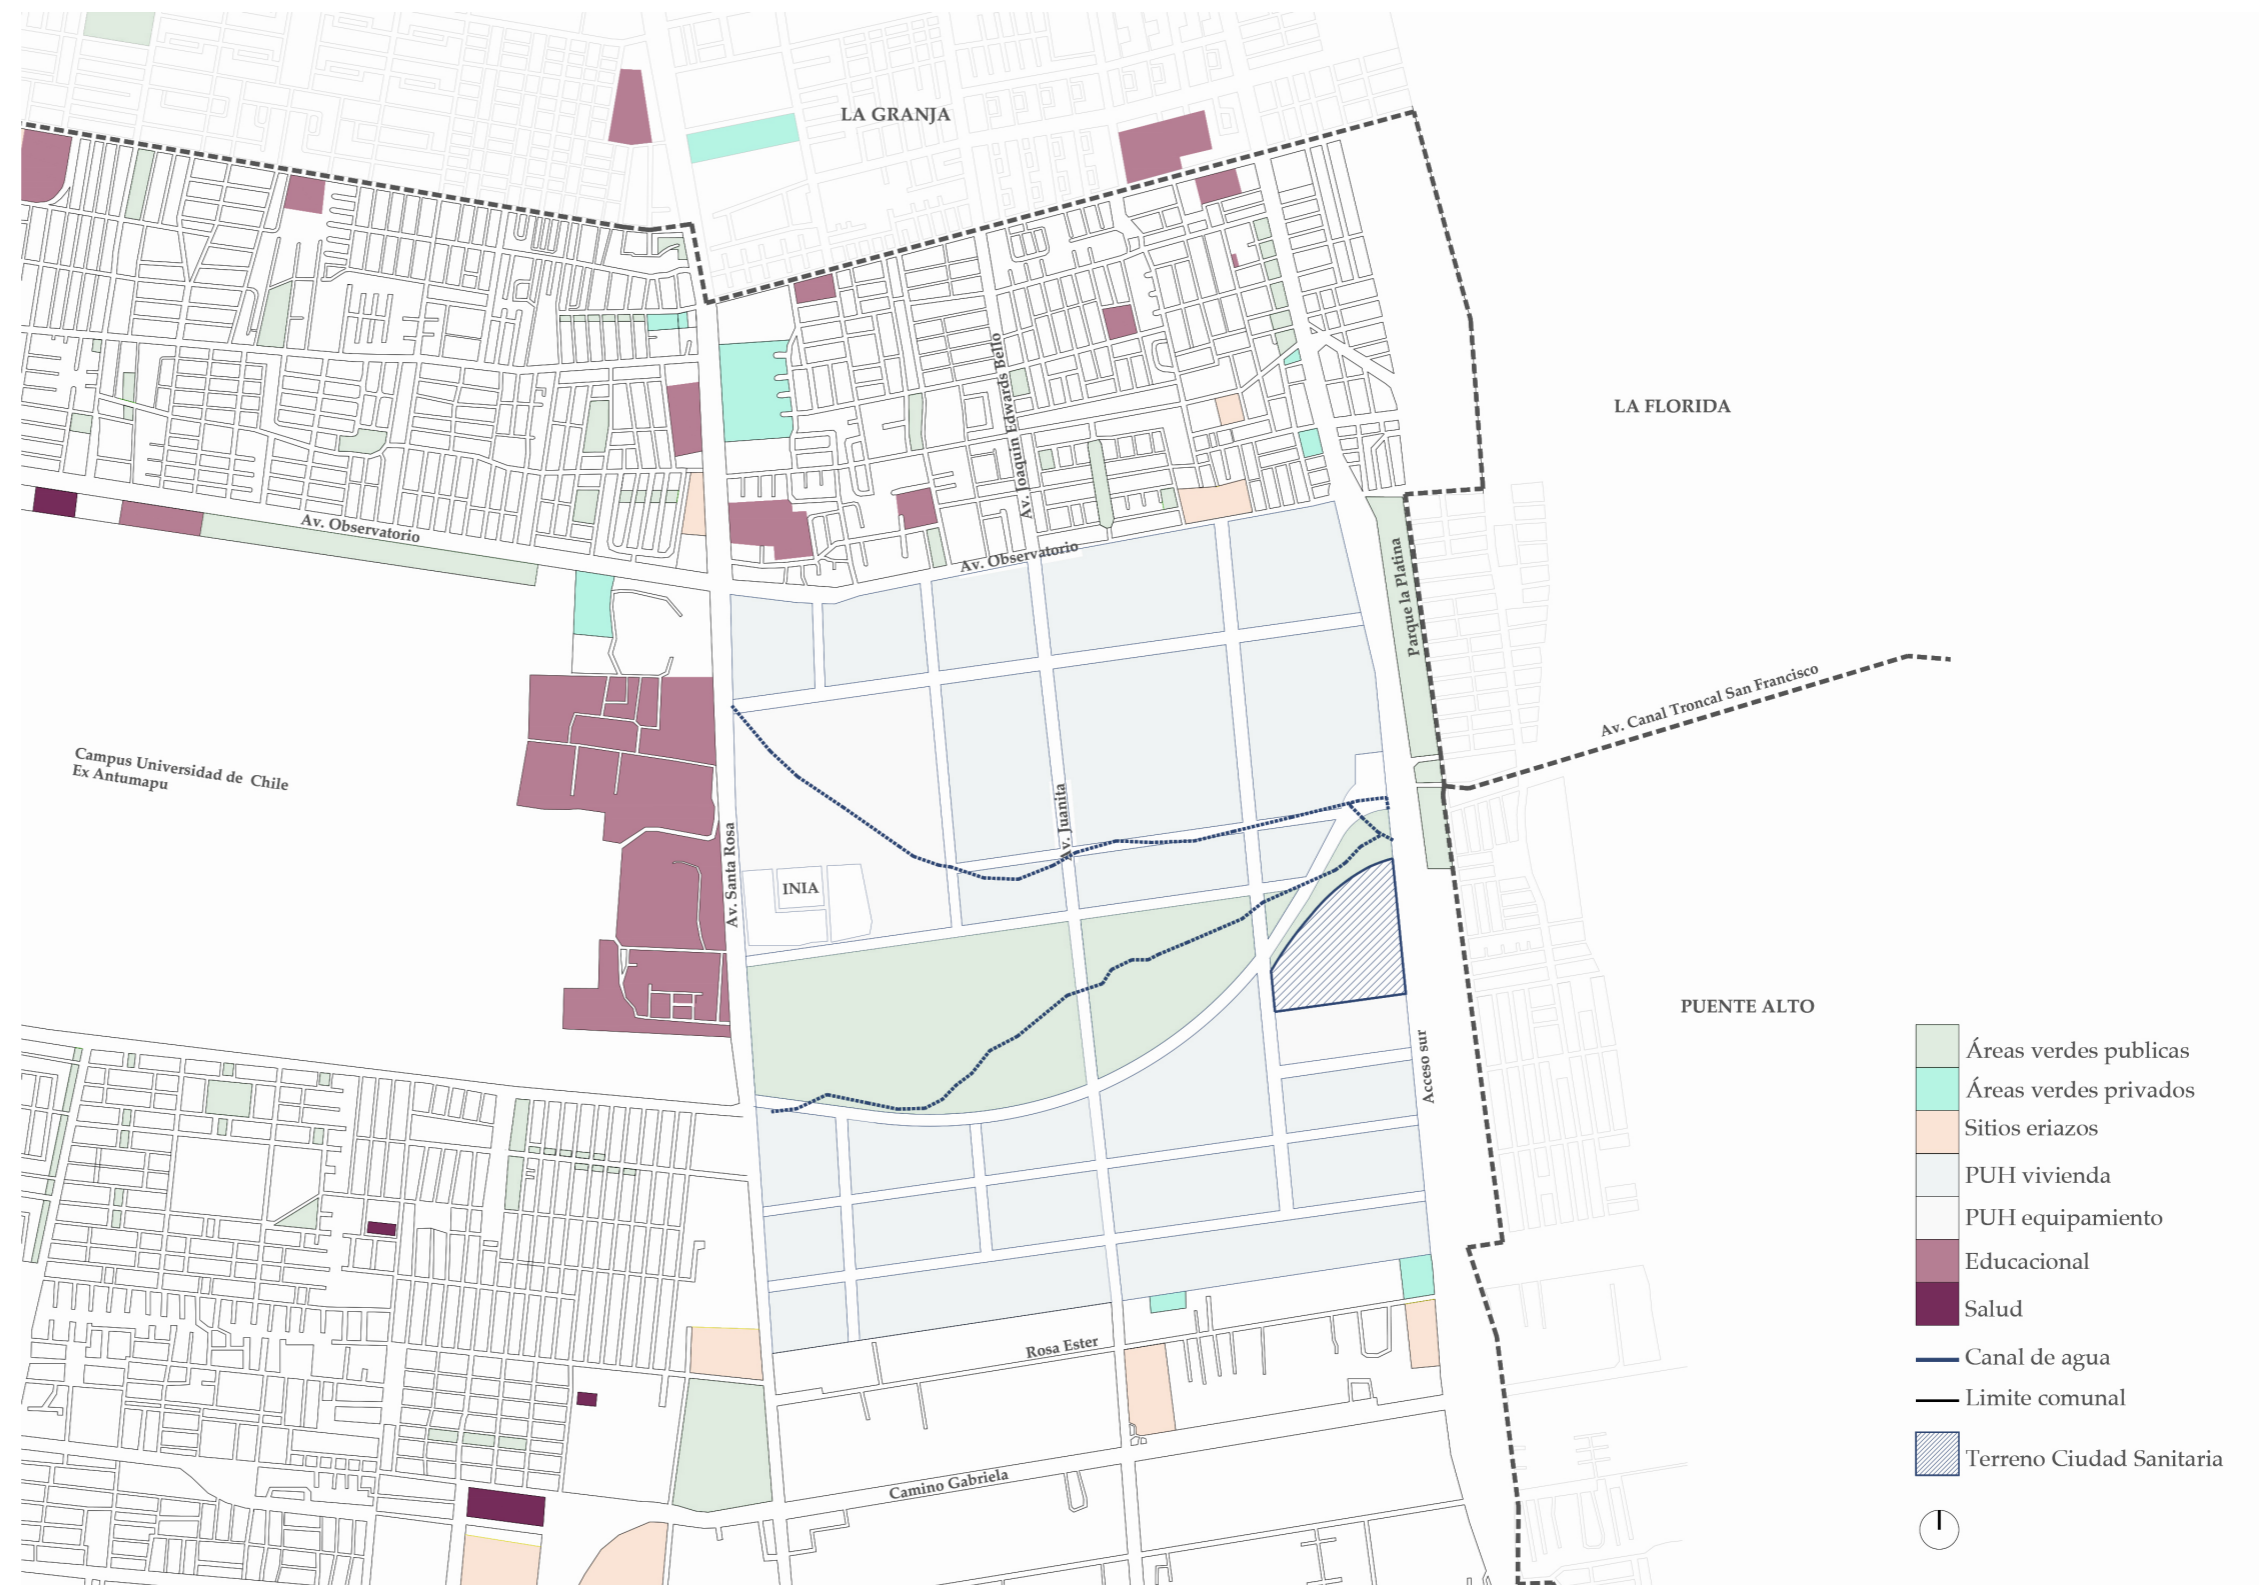 LA GRANJA
LA FLORIDA
Av. Joaquin Edwards Bello
Av. Observatorio
Av. Observatorio
Parque la Platina
Av. Canal Troncal San Francisco
Campus Universidad de Chile
Ex Antumapu
Av. Juanita
Av. Santa Rosa
INIA
PUENTE ALTO
Acceso sur
Rosa Ester
Camino Gabriela
Áreas verdes publicas
Áreas verdes privados
Sitios eriazos
PUH vivienda
PUH equipamiento
Educacional
Salud
Canal de agua
Limite comunal
Terreno Ciudad Sanitaria